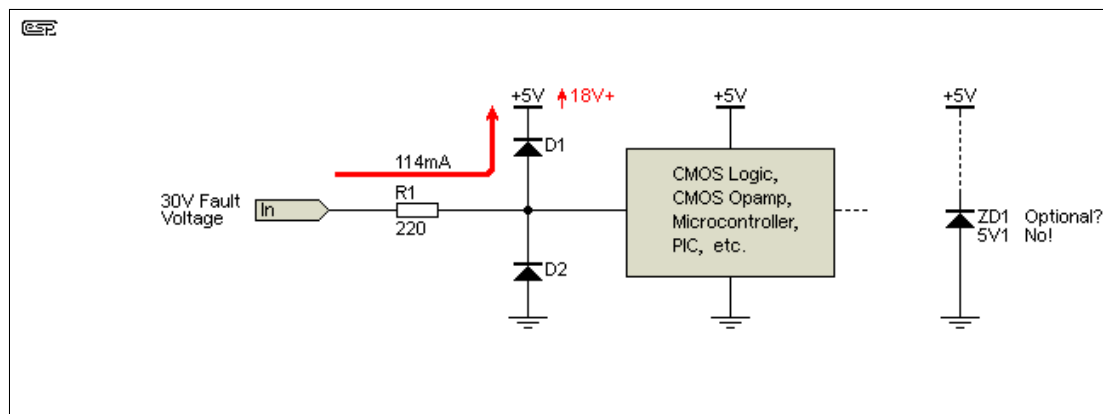 esp
+5V
18V+
+5V
+5V
D1
114mA
CMOS Logic,
CMOS Opamp,
Microcontroller,
PIC, etc.
30V Fault
Voltage
In
R1
220
ZD1 Optional?
5V1 No!
D2